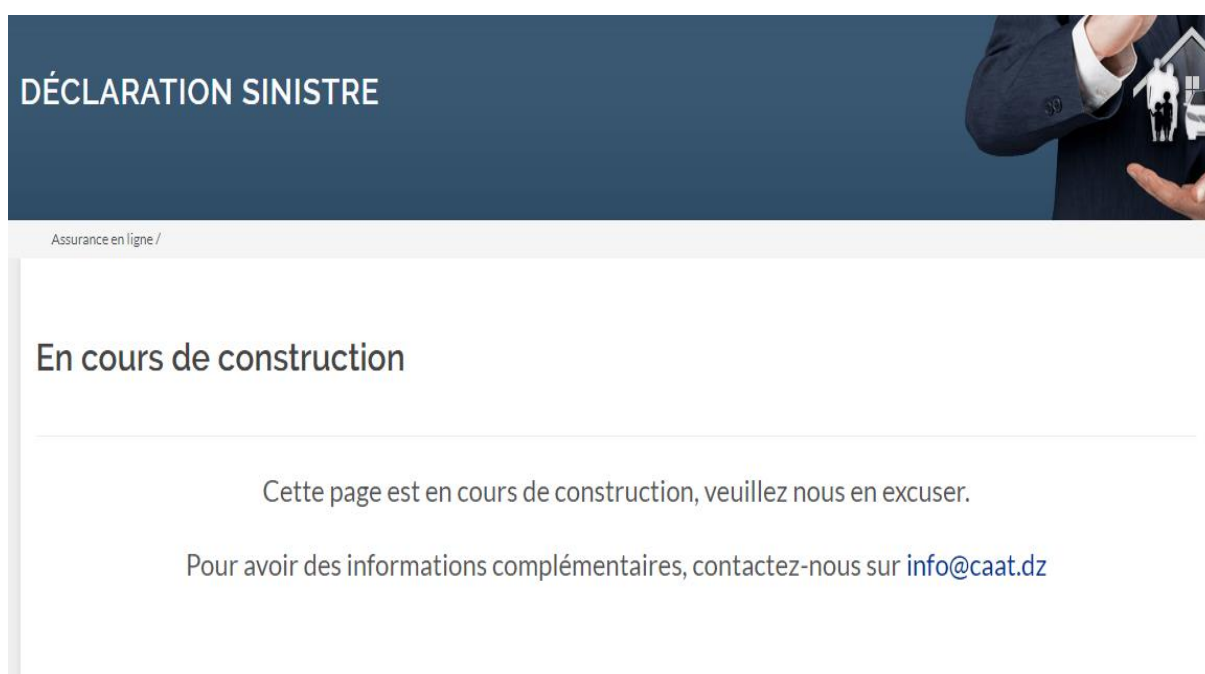 DÉCLARATION SINISTRE
Assurance en ligne /
En cours de construction
Cette page est en cours de construction, veuillez nous en excuser.
Pour avoir des informations complémentaires, contactez-nous sur info@caat.dz